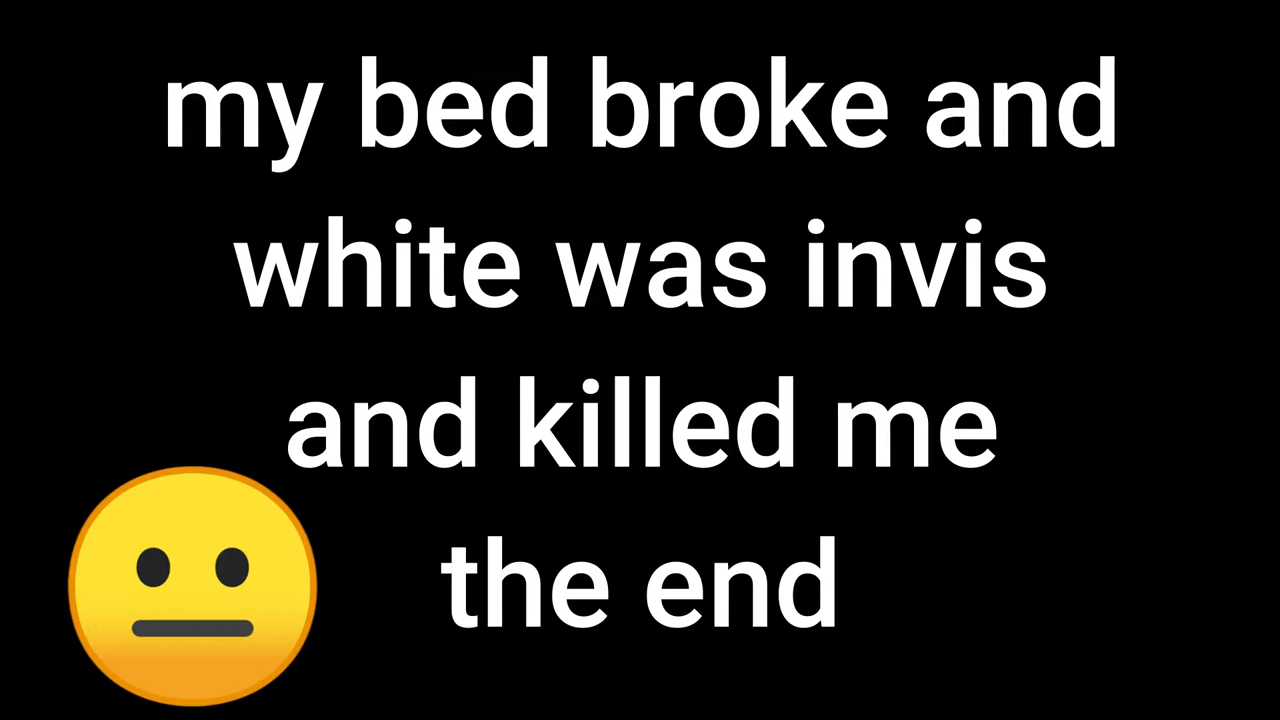 my bed broke and
white was invis
and killed me
the end